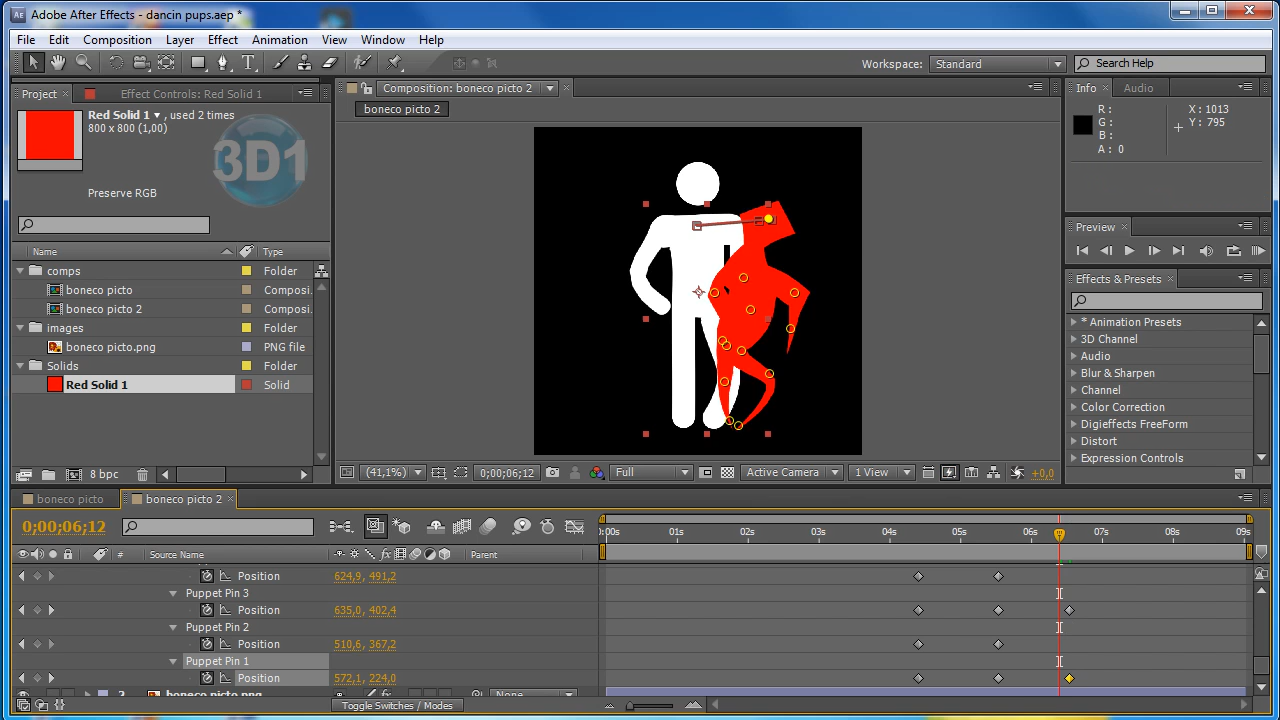 Adobe After Effects - dancin pups.aep *
File Edit Composition Layer Effect Animation View Window Help
Workspace: Standard Search Help
Project Effect Controls: Red Solid 1
Red Solid 1 , used 2 times
800 x 800 (1,00)
3D1
Preserve RGB
Name Type
comps Folder
boneco picto Composi
boneco picto 2 Composi
images Folder
boneco picto.png PNG file
Solids Folder
Red Solid 1 Solid
8 bpc
Composition: boneco picto 2
boneco picto 2
(41,1%) 0;00;06;12 Full Active Camera 1 View +0,0
Info Audio
R : X : 1013
G : Y : 795
B :
A : 0
Preview
Effects & Presets
* Animation Presets
3D Channel
Audio
Blur & Sharpen
Channel
Color Correction
Digieffects FreeForm
Distort
Expression Controls
boneco picto boneco picto 2
0;00;06;12
:00s 01s 02s 03s 04s 05s 06s 07s 08s 09s
# Source Name Parent
Position 624,9, 491,2
Puppet Pin 3
Position 635,0, 402,4
Puppet Pin 2
Position 510,6, 367,2
Puppet Pin 1
Position 572,1, 224,0
2 boneco picto.png None
Toggle Switches / Modes